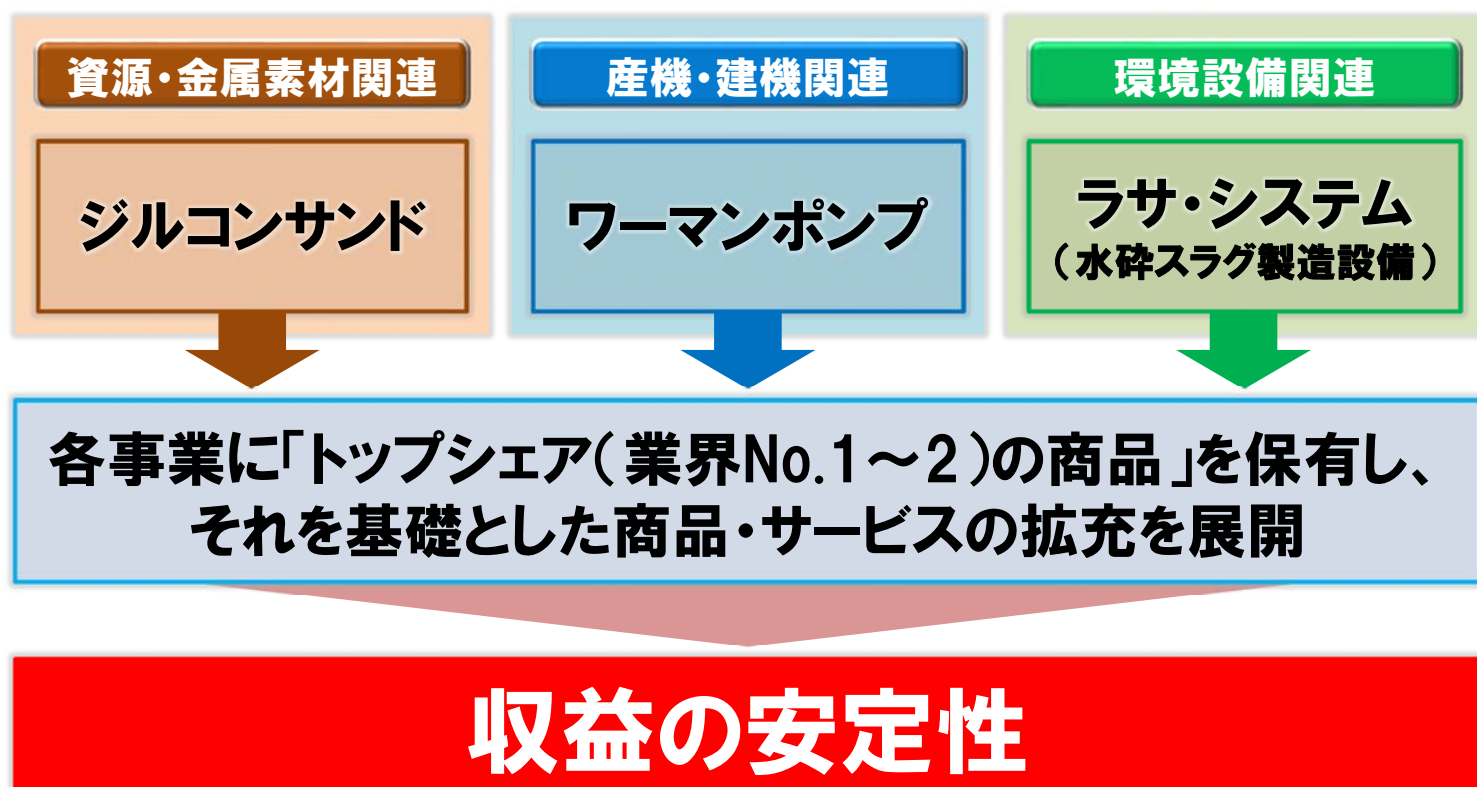 資源・金属素材関連
ジルコンサンド
産機・建機関連
ワーマンポンプ
環境設備関連
ラサ・システム
（水砕スラグ製造設備）
各事業に「トップシェア（業界No.1～2）の商品」を保有し、
それを基礎とした商品・サービスの拡充を展開
収益の安定性